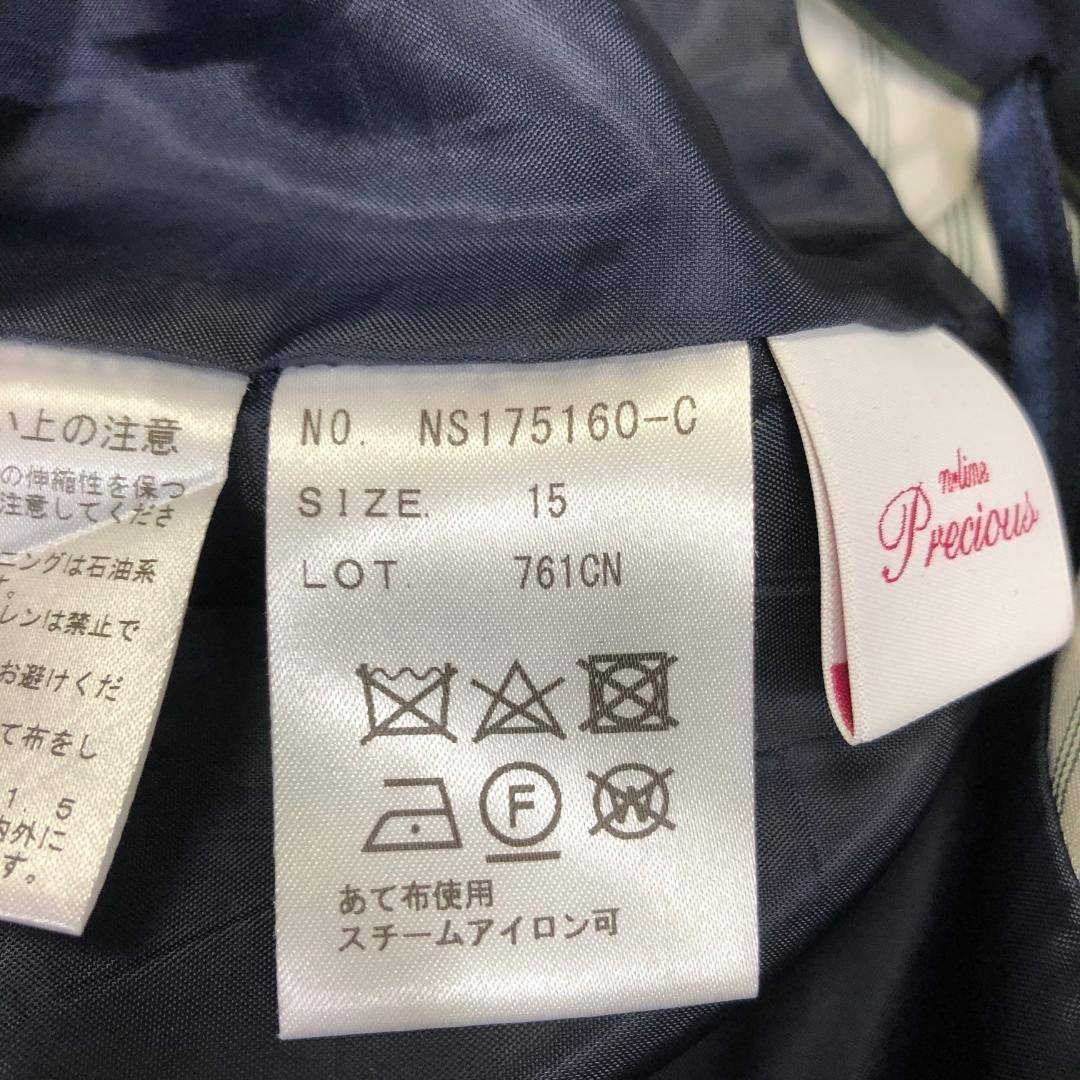 い上の注意
の伸縮性を保つ
注意してくださ
ニングは石油系
す。
レンは禁止で
お避けくだ
て布をし
1.5
内外に
す。
NO. NS175160-C
SIZE. 15
LOT. 761CN
F
W
あて布使用
スチームアイロン可
n-line
Precious